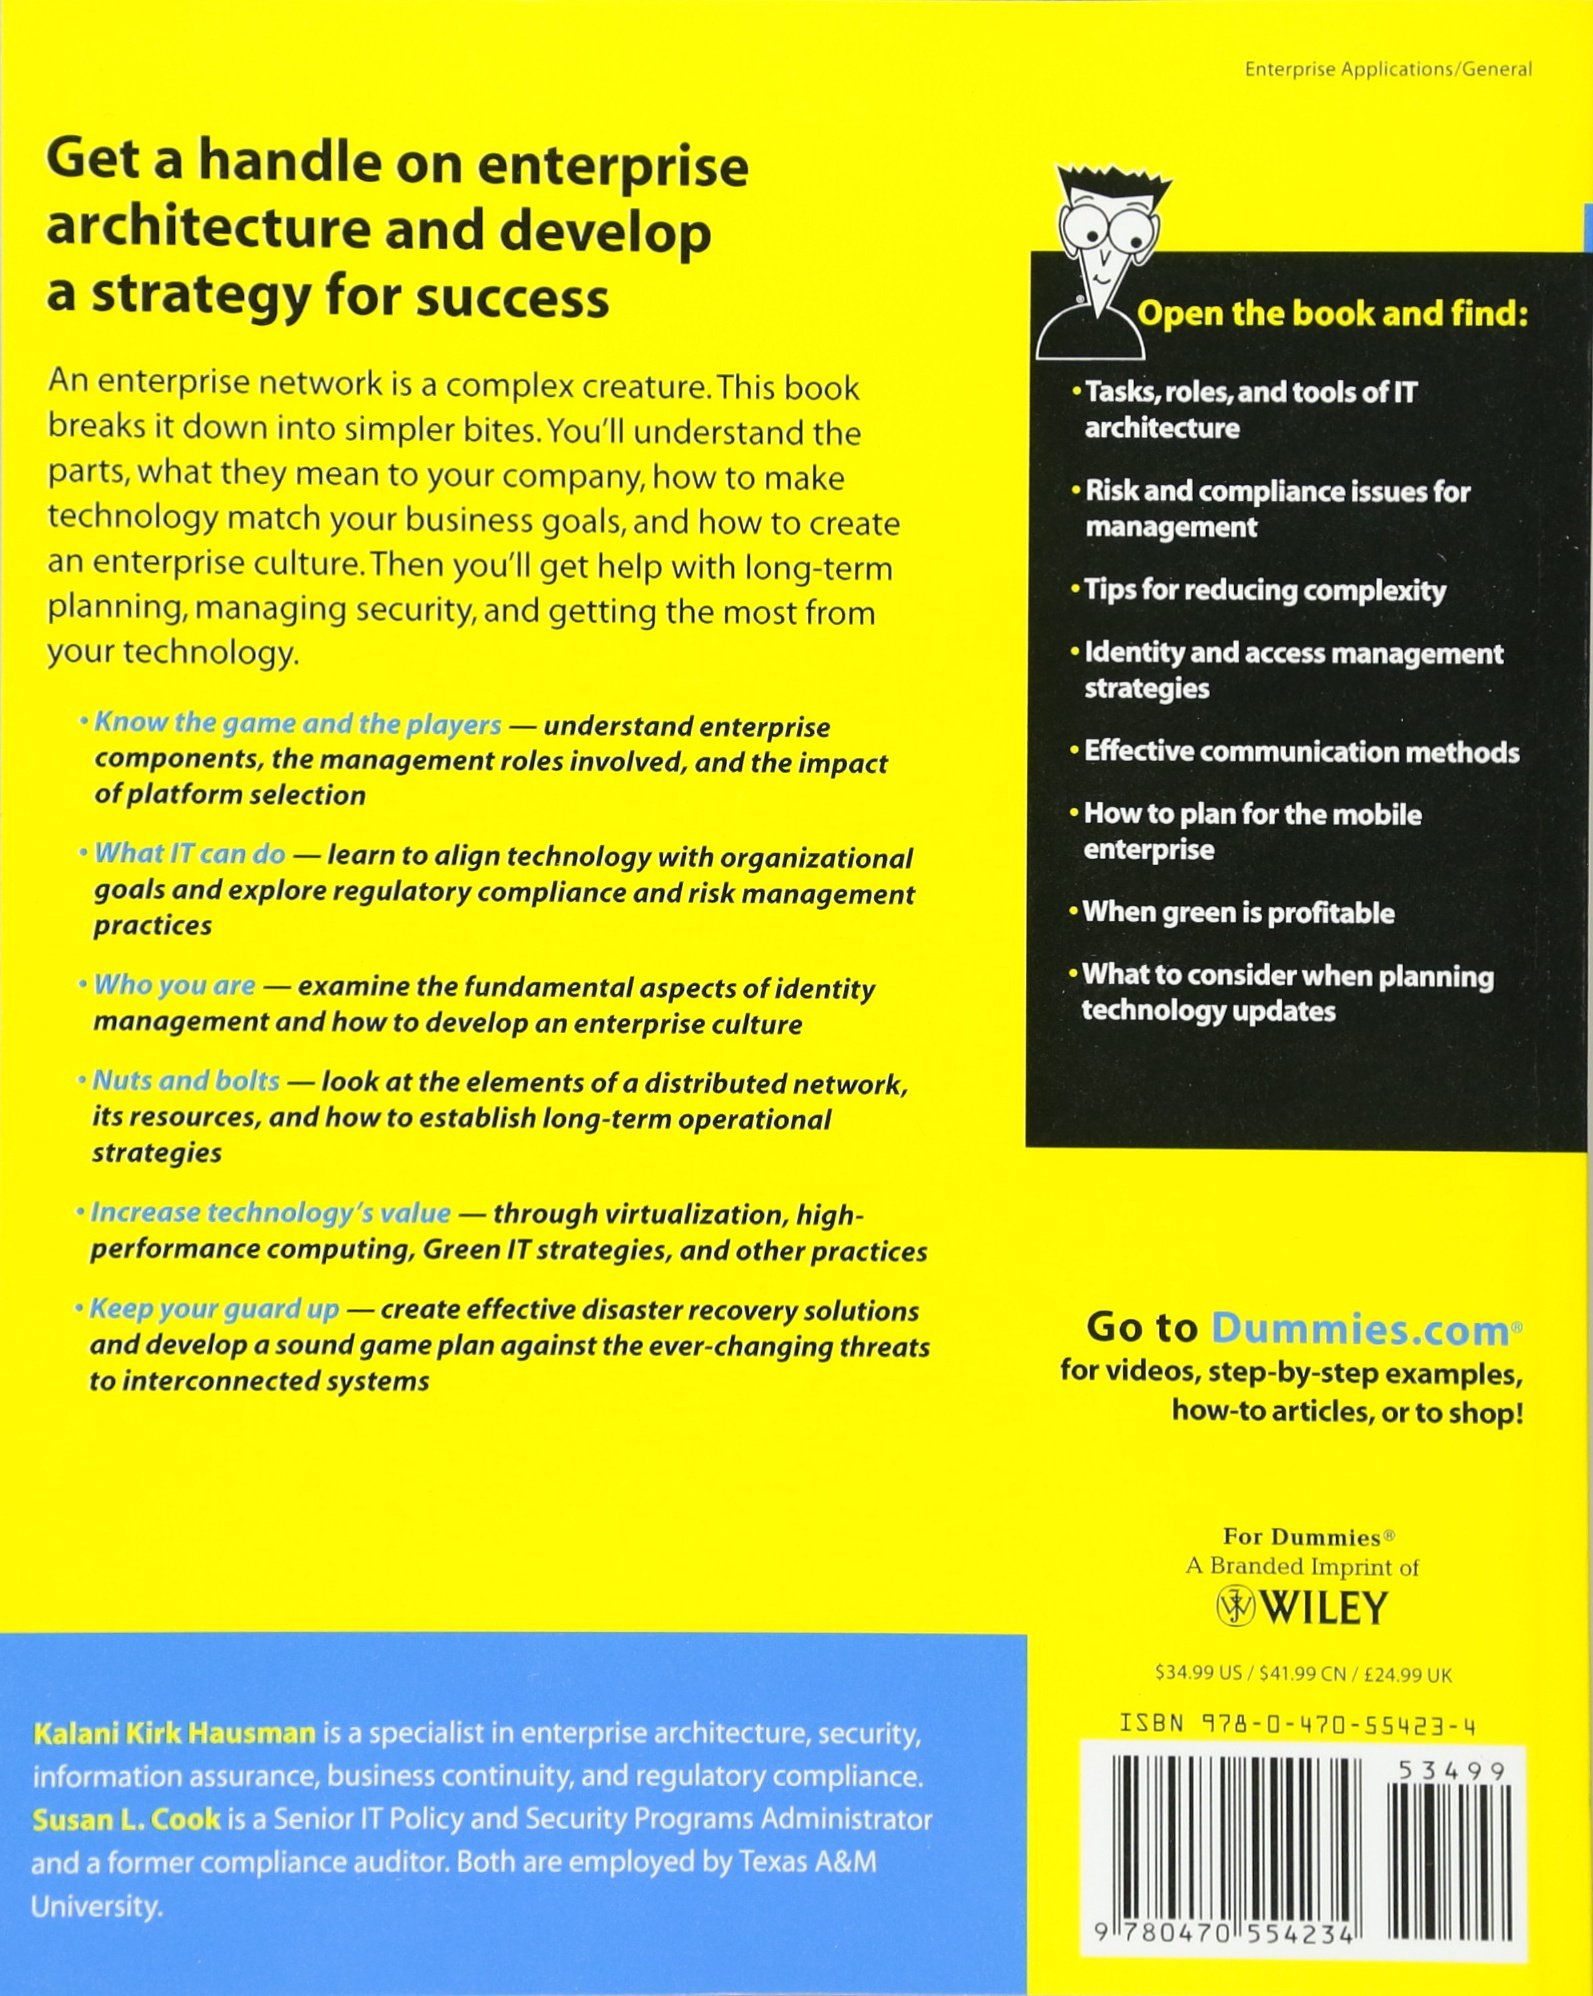 Enterprise Applications/General
Get a handle on enterprise
architecture and develop
a strategy for success
An enterprise network is a complex creature. This book
breaks it down into simpler bites. You'll understand the
parts, what they mean to your company, how to make
technology match your business goals, and how to create
an enterprise culture. Then you'll get help with long-term
planning, managing security, and getting the most from
your technology.
• Know the game and the players — understand enterprise
components, the management roles involved, and the impact
of platform selection
• What IT can do — learn to align technology with organizational
goals and explore regulatory compliance and risk management
practices
• Who you are — examine the fundamental aspects of identity
management and how to develop an enterprise culture
• Nuts and bolts — look at the elements of a distributed network,
its resources, and how to establish long-term operational
strategies
• Increase technology's value — through virtualization, high-
performance computing, Green IT strategies, and other practices
• Keep your guard up — create effective disaster recovery solutions
and develop a sound game plan against the ever-changing threats
to interconnected systems
®
Open the book and find:
• Tasks, roles, and tools of IT
architecture
• Risk and compliance issues for
management
• Tips for reducing complexity
• Identity and access management
strategies
• Effective communication methods
• How to plan for the mobile
enterprise
• When green is profitable
• What to consider when planning
technology updates
Go to Dummies.com®
for videos, step-by-step examples,
how-to articles, or to shop!
For Dummies®
A Branded Imprint of
WILEY
$34.99 US / $41.99 CN / £24.99 UK
ISBN 978-0-470-55423-4
53499
9 780470 554234
Kalani Kirk Hausman is a specialist in enterprise architecture, security,
information assurance, business continuity, and regulatory compliance.
Susan L. Cook is a Senior IT Policy and Security Programs Administrator
and a former compliance auditor. Both are employed by Texas A&M
University.